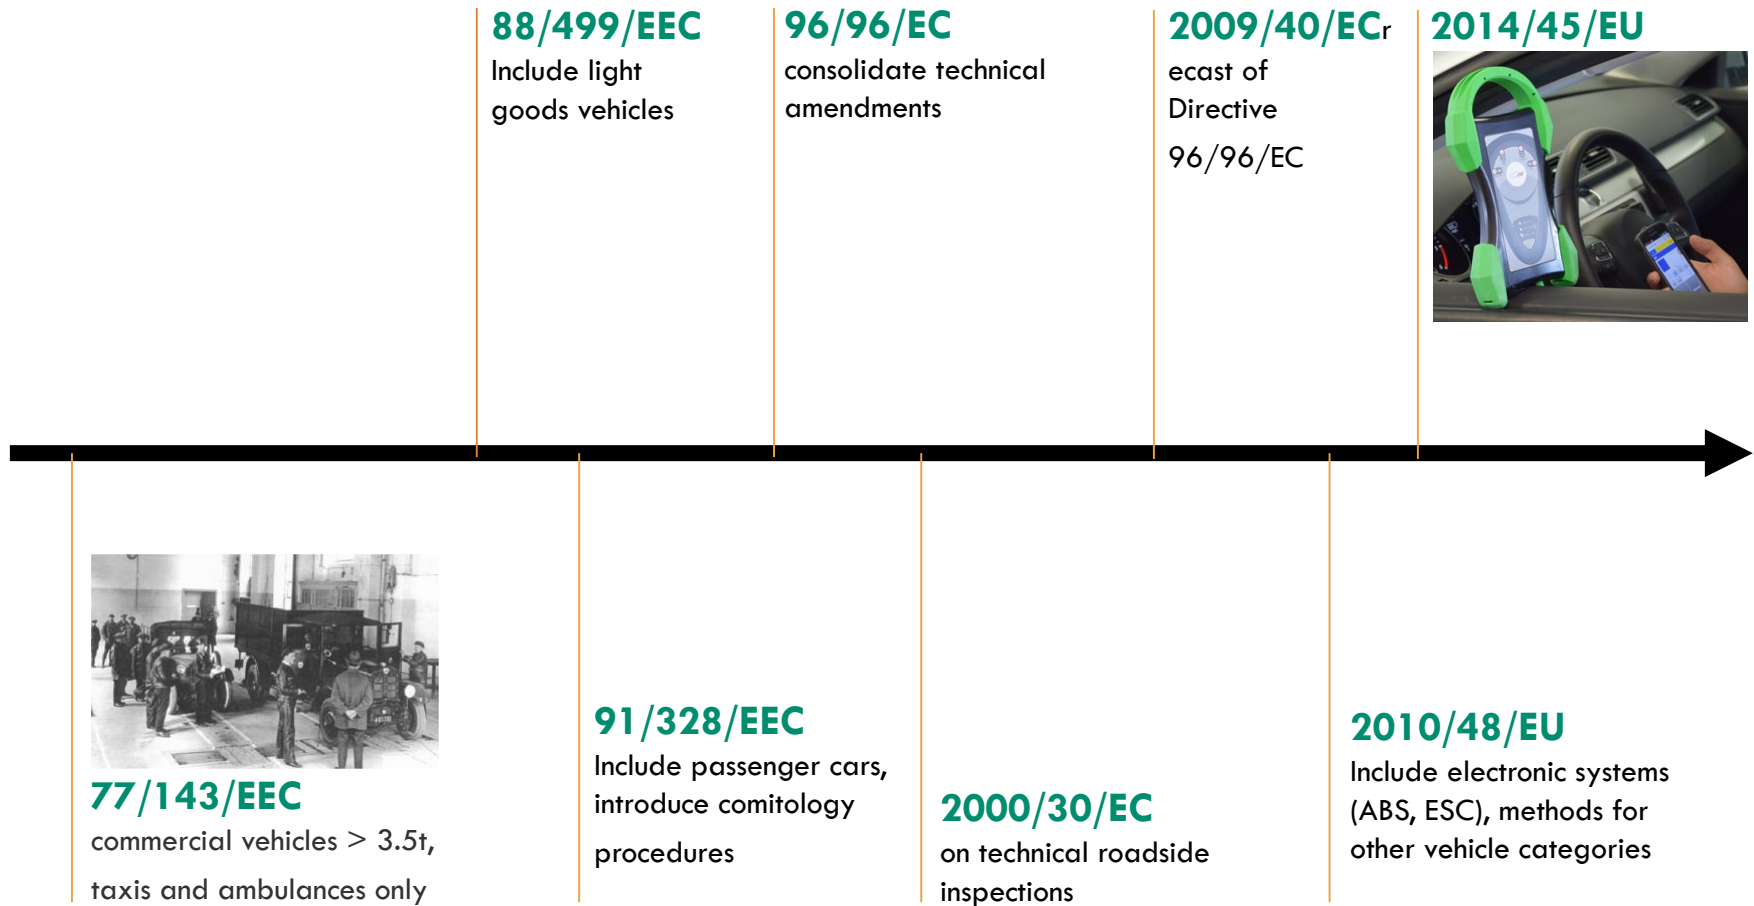 88/499/EEC
Include light
goods vehicles
96/96/EC
consolidate technical
amendments
2009/40/ECr
ecast of
Directive
96/96/EC
2014/45/EU
77/143/EEC
commercial vehicles > 3.5t,
taxis and ambulances only
91/328/EEC
Include passenger cars,
introduce comitology
procedures
2000/30/EC
on technical roadside
inspections
2010/48/EU
Include electronic systems
(ABS, ESC), methods for
other vehicle categories